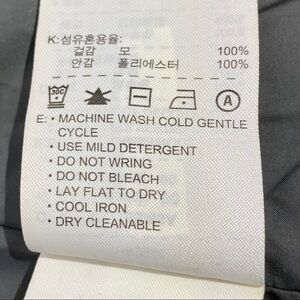 K:섬유혼용율:
겉감 모 100%
안감 폴리에스터 100%
30C A
E: • MACHINE WASH COLD GENTLE
CYCLE
• USE MILD DETERGENT
• DO NOT WRING
• DO NOT BLEACH
• LAY FLAT TO DRY
• COOL IRON
• DRY CLEANABLE